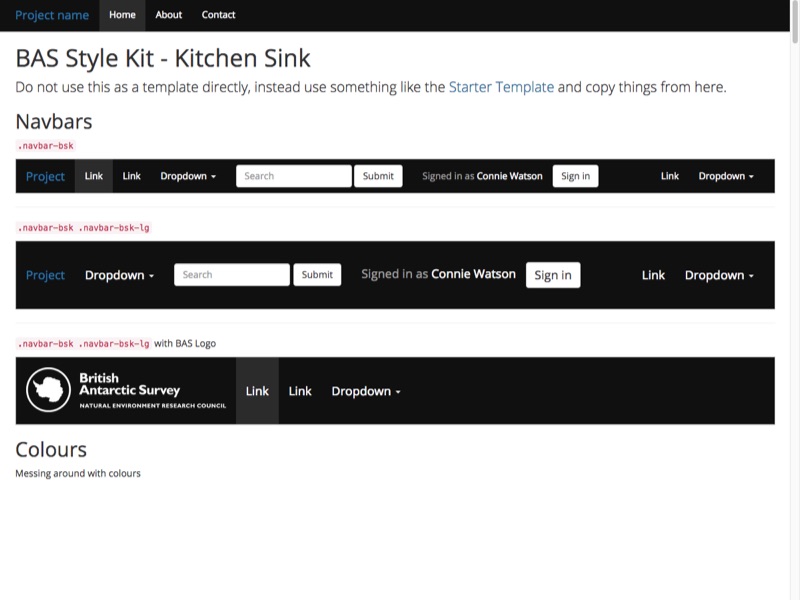 Project name Home About Contact
BAS Style Kit - Kitchen Sink
Do not use this as a template directly, instead use something like the Starter Template and copy things from here.
Navbars
.navbar-bsk
Project Link Link Dropdown Search Submit Signed in as Connie Watson Sign in Link Dropdown
.navbar-bsk .navbar-bsk-lg
Project Dropdown Search Submit Signed in as Connie Watson Sign in Link Dropdown
.navbar-bsk .navbar-bsk-lg with BAS Logo
British
Antarctic Survey
NATURAL ENVIRONMENT RESEARCH COUNCIL
Link Link Dropdown
Colours
Messing around with colours